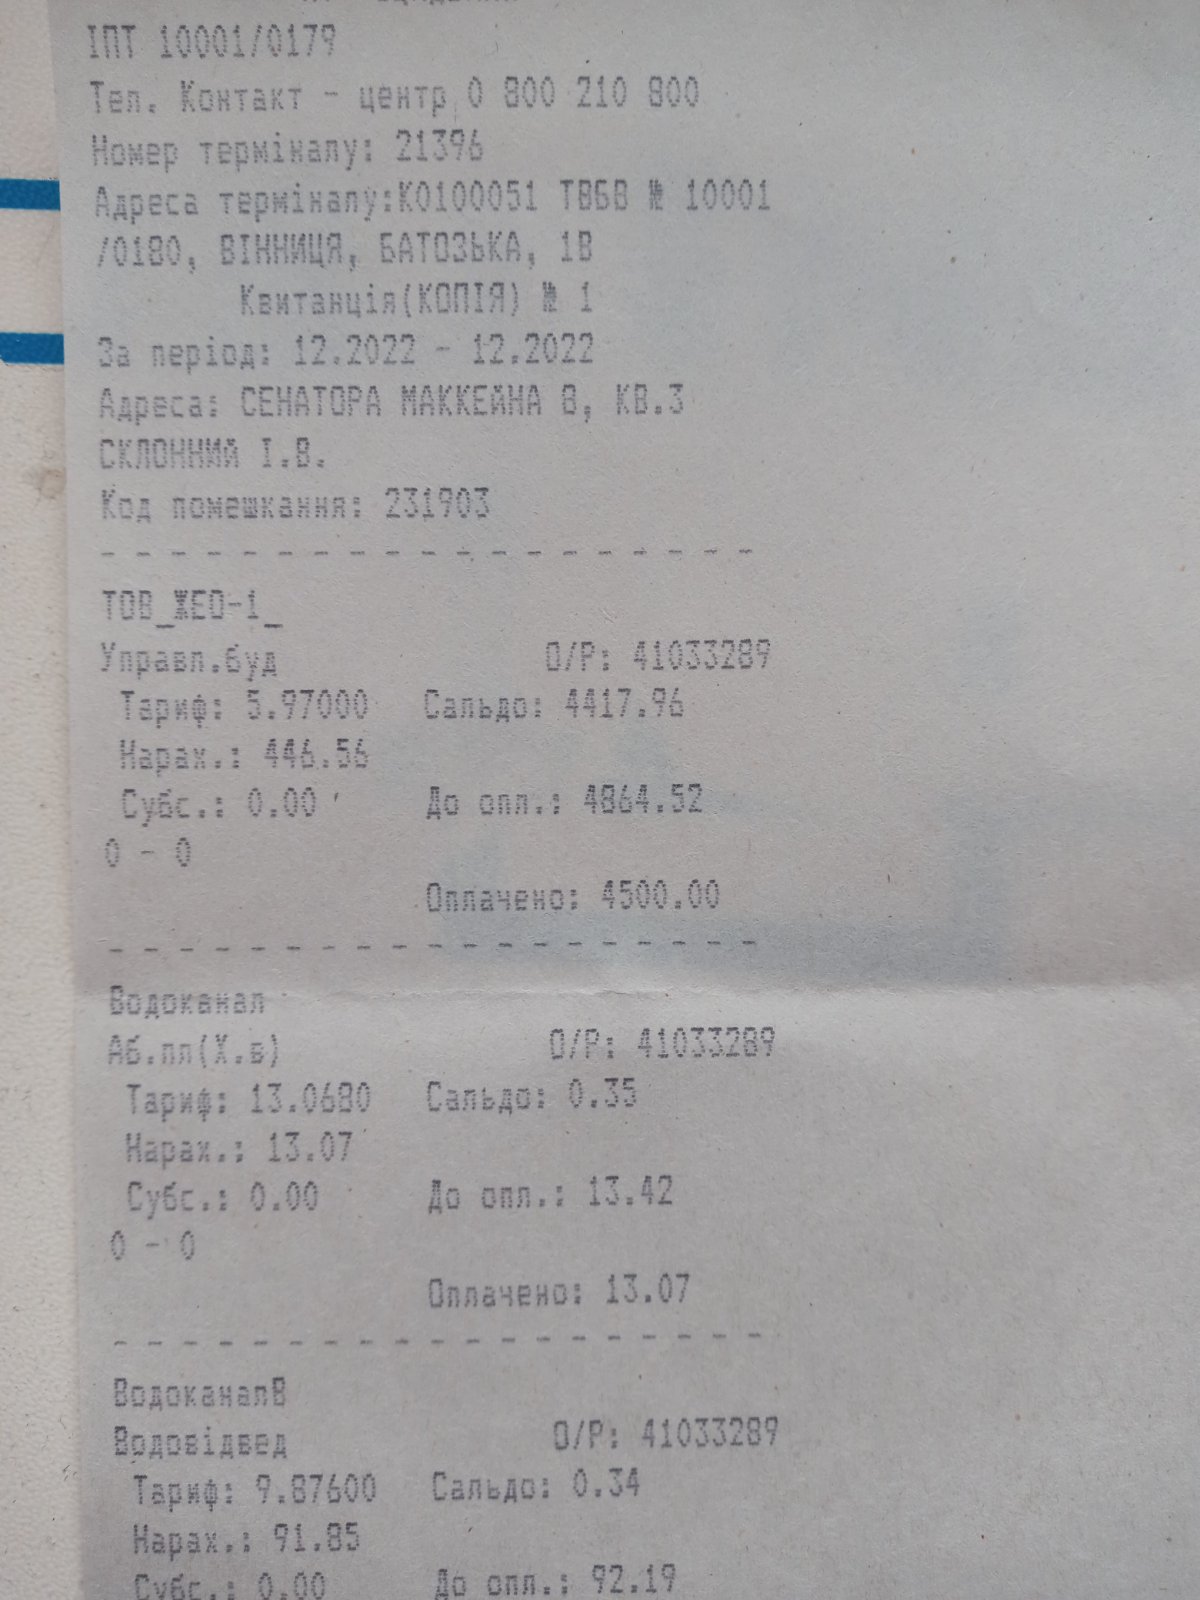 ІПТ 10001/0179
Тел. Контакт - центр 0 800 210 800
Номер терміналу: 21396
Адреса терміналу:К0100051 ТВБВ № 10001
/0180, ВІННИЦЯ, БАТОЗЬКА, 1В
Квитанція(КОПІЯ) № 1
За період: 12.2022 - 12.2022
Адреса: СЕНАТОРА МАККЕЙНА 8, КВ.3
СКЛОННИЙ І.В.
Код помешкання: 231903
- - - - - - - - - - - - - - - - - - -
ТОВ_ЖЕО-1_
Управл.буд О/Р: 41033289
Тариф: 5.97000 Сальдо: 4417.96
Нарах.: 446.56
Субс.: 0.00 До опл.: 4864.52
0 - 0
Оплачено: 4500.00
- - - - - - - - - - - - - - - - - - -
Водоканал
Аб.пл(Х.в) О/Р: 41033289
Тариф: 13.0680 Сальдо: 0.35
Нарах.: 13.07
Субс.: 0.00 До опл.: 13.42
0 - 0
Оплачено: 13.07
- - - - - - - - - - - - - - - - - - -
ВодоканалВ
Водовідвед О/Р: 41033289
Тариф: 9.87600 Сальдо: 0.34
Нарах.: 91.85
Субс.: 0.00 До опл.: 92.19